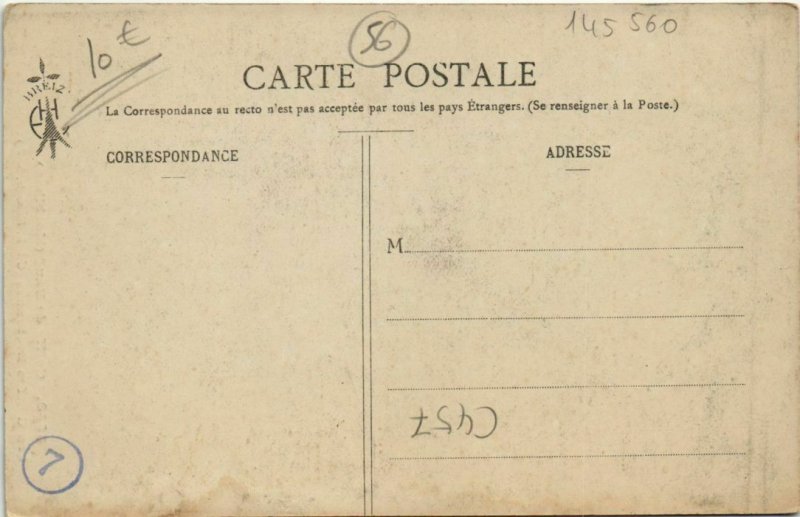 10 €
56
145 560
BREIZ
CARTE POSTALE
La Correspondance au recto n'est pas acceptée par tous les pays Étrangers. (Se renseigner à la Poste.)
CORRESPONDANCE
ADRESSE
M
C457
7